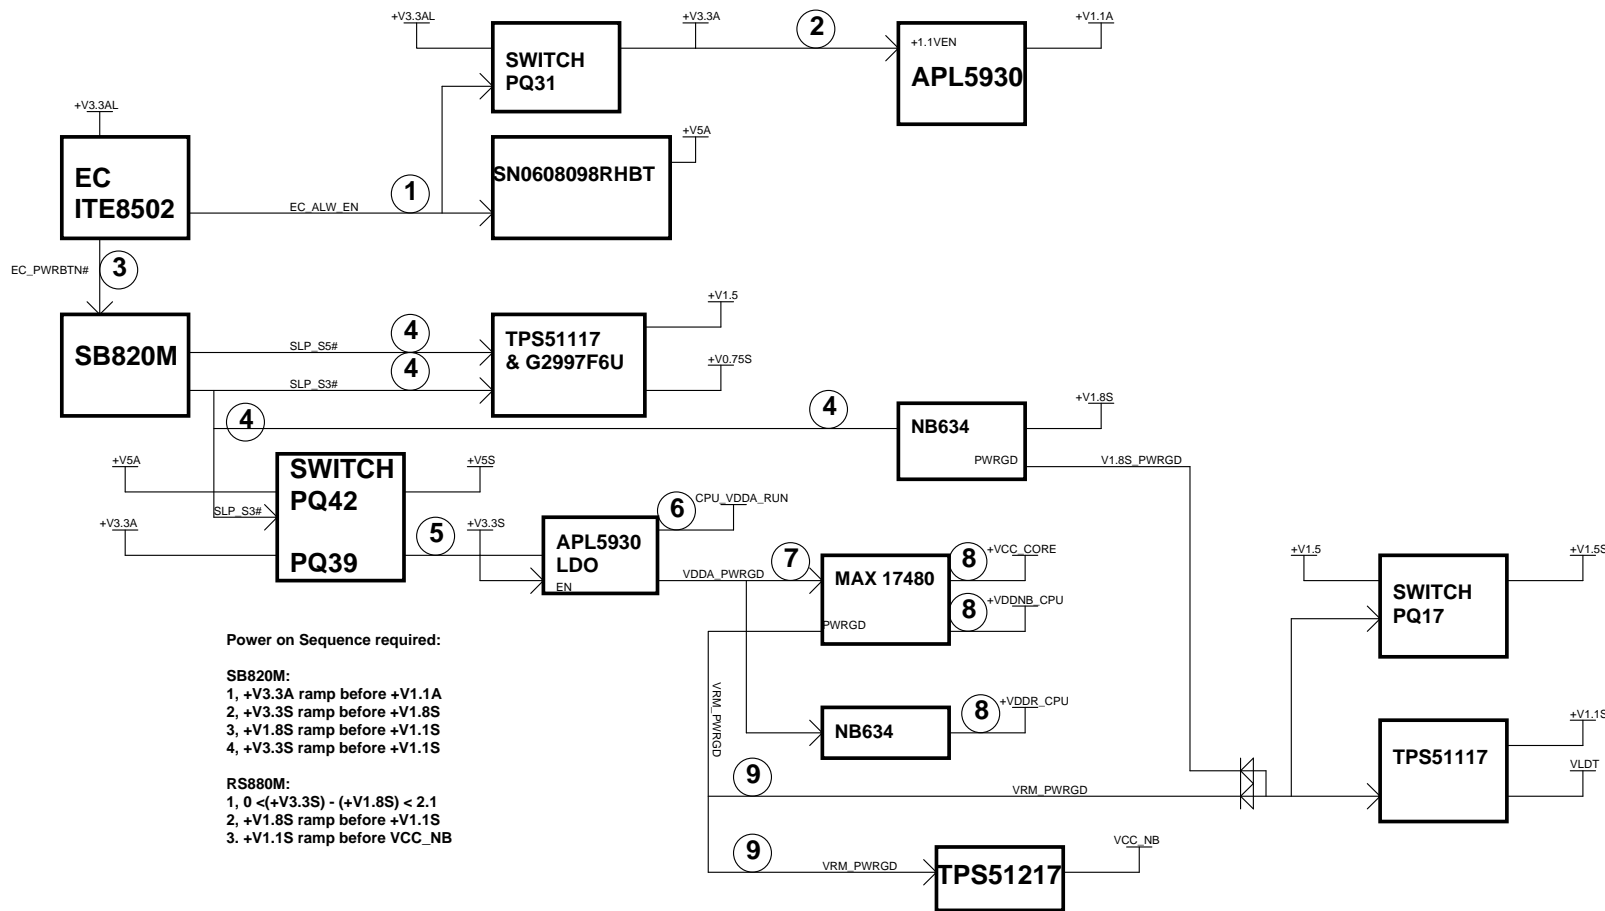 +V3.3AL
+V3.3A
2
+V1.1A
SWITCH
PQ31
+1.1VEN
APL5930
+V3.3AL
EC
ITE8502
1
EC_ALW_EN
+V5A
SN0608098RHBT
EC_PWRBTN#
3
SB820M
SLP_S5#
4
SLP_S3#
4
TPS51117
& G2997F6U
+V1.5
+V0.75S
4
4
NB634
PWRGD
+V1.8S
V1.8S_PWRGD
+V5A
+V3.3A
SLP_S3#
SWITCH
PQ42
PQ39
+V5S
5
+V3.3S
APL5930
LDO
EN
6
CPU_VDDA_RUN
VDDA_PWRGD
7
MAX 17480
PWRGD
8
+VCC_CORE
8
+VDDNB_CPU
+V1.5
SWITCH
PQ17
+V1.5S
VRM_PWRGD
NB634
8
+VDDR_CPU
9
VRM_PWRGD
TPS51117
+V1.1S
VLDT
9
VRM_PWRGD
TPS51217
VCC_NB
Power on Sequence required:
SB820M:
1, +V3.3A ramp before +V1.1A
2, +V3.3S ramp before +V1.8S
3, +V1.8S ramp before +V1.1S
4, +V3.3S ramp before +V1.1S
RS880M:
1, 0 <(+V3.3S) - (+V1.8S) < 2.1
2, +V1.8S ramp before +V1.1S
3. +V1.1S ramp before VCC_NB